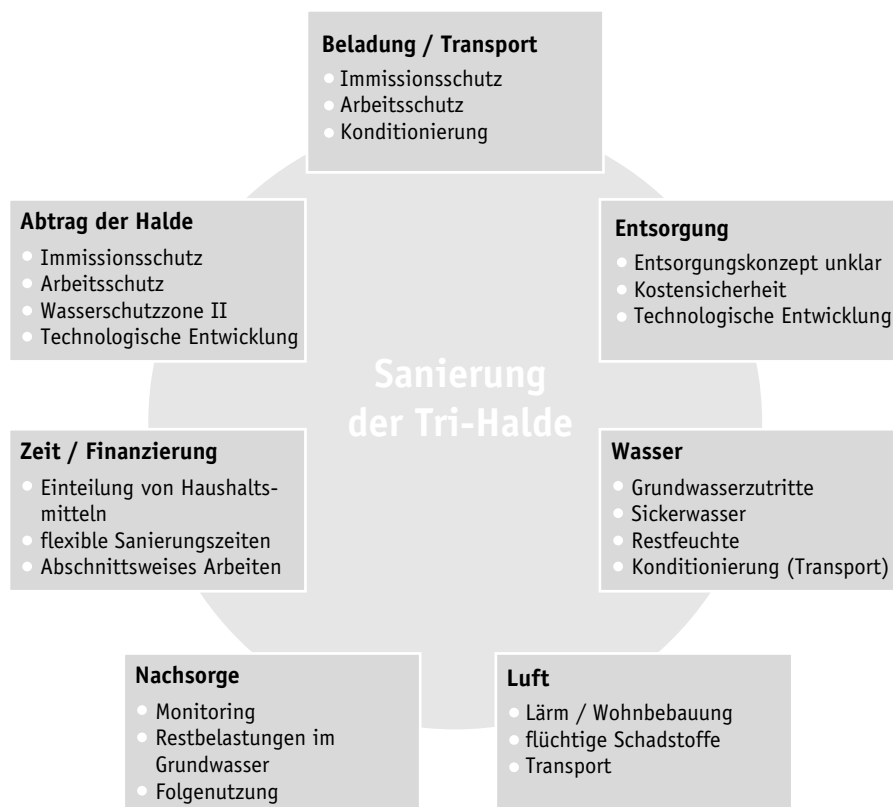 Beladung / Transport
Immissionsschutz
Arbeitsschutz
Konditionierung
Abtrag der Halde
Immissionsschutz
Arbeitsschutz
Wasserschutzzone II
Technologische Entwicklung
Entsorgung
Entsorgungskonzept unklar
Kostensicherheit
Technologische Entwicklung
Sanierung
der Tri-Halde
Zeit / Finanzierung
Einteilung von Haushalts-
mitteln
flexible Sanierungszeiten
Abschnittsweises Arbeiten
Wasser
Grundwasserzutritte
Sickerwasser
Restfeuchte
Konditionierung (Transport)
Nachsorge
Monitoring
Restbelastungen im
Grundwasser
Folgenutzung
Luft
Lärm / Wohnbebauung
flüchtige Schadstoffe
Transport